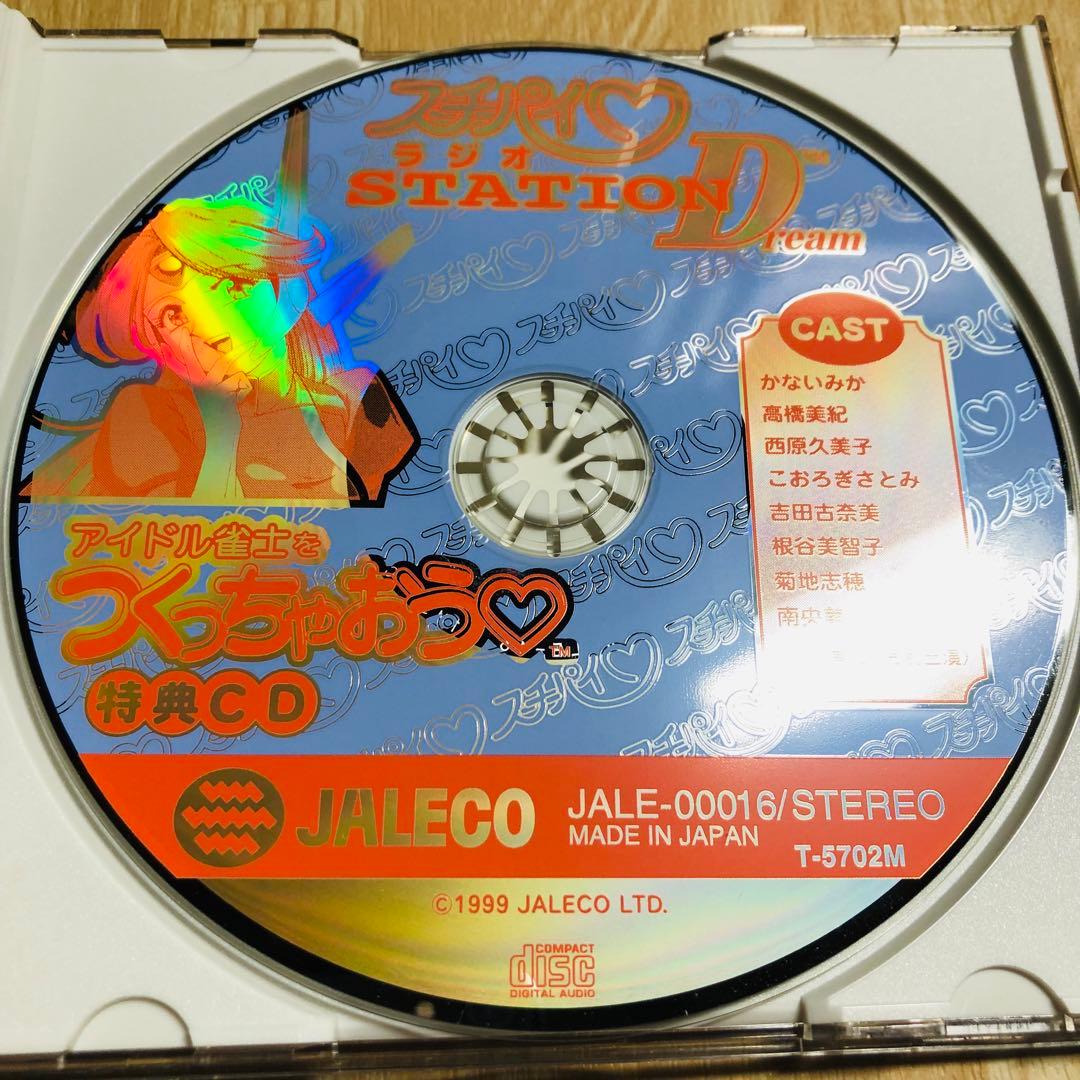 スチパイ♡
ラジオ
STATION Dream
CAST
かないみか
高橋美紀
西原久美子
こおろぎさとみ
吉田古奈美
根谷美智子
菊地志穂
南央美
アイドル雀士を
つくっちゃおう♡
TM
特典CD
JALECO
JALE-00016/STEREO
MADE IN JAPAN
T-5702M
©1999 JALECO LTD.
COMPACT
disc
DIGITAL AUDIO